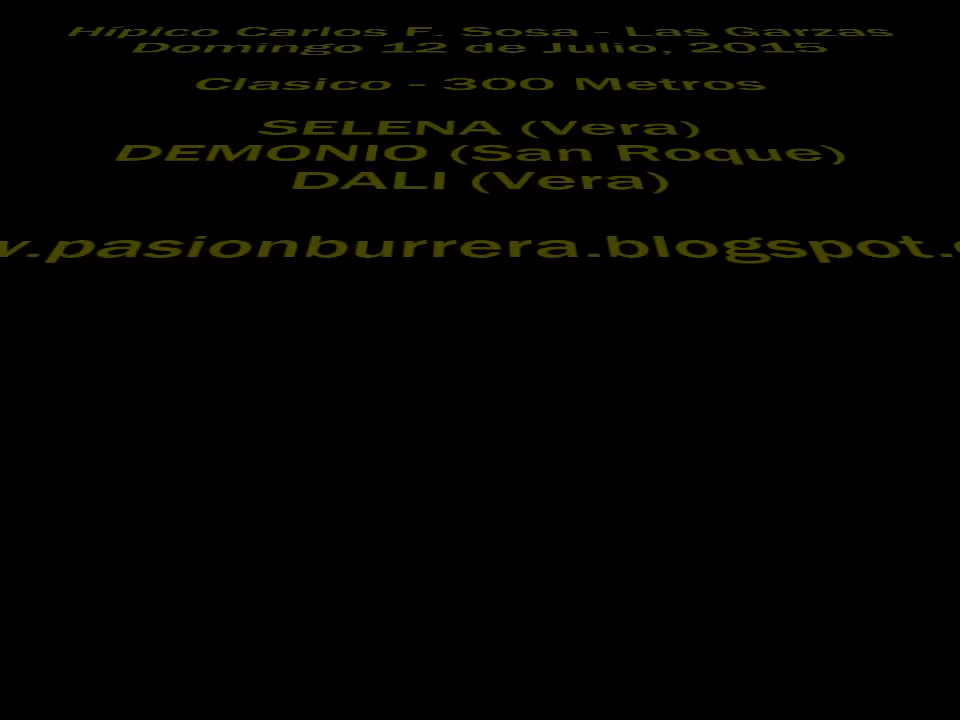 Hípico Carlos F. Sosa - Las Garzas
Domingo 12 de Julio, 2015
Clasico - 300 Metros
SELENA (Vera)
DEMONIO (San Roque)
DALI (Vera)
.pasionburrera.blogspot.